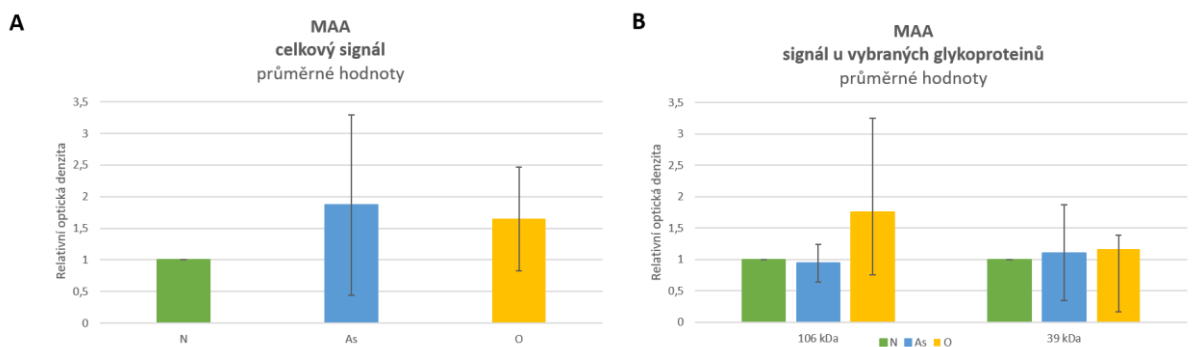 A
MAA
celkový signál
průměrné hodnoty
Relativní optická denzita
3,5
3
2,5
2
1,5
1
0,5
0
N As O
B
MAA
signál u vybraných glykoproteinů
průměrné hodnoty
Relativní optická denzita
3,5
3
2,5
2
1,5
1
0,5
0
106 kDa 39 kDa
N As O